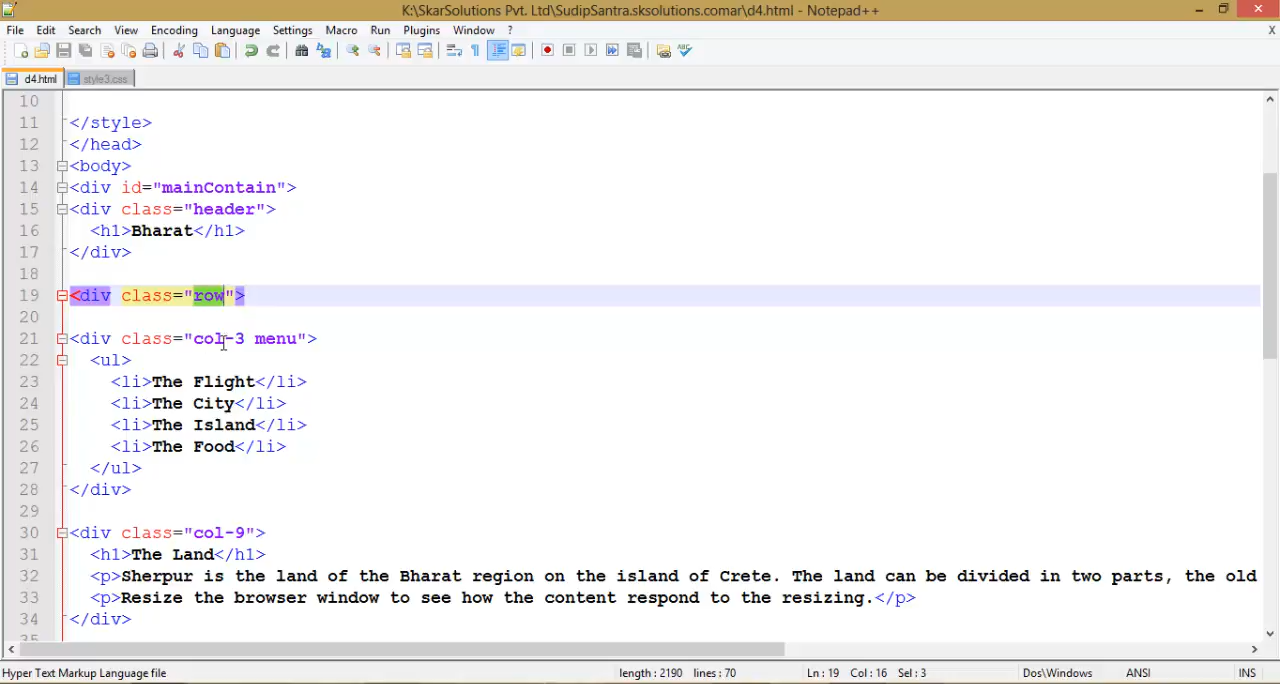 K:\SkarSolutions Pvt. Ltd\SudipSantra.sksolutions.comar\d4.html - Notepad++
File Edit Search View Encoding Language Settings Macro Run Plugins Window ? X
d4.html style3.css
10
11 </style>
12 </head>
13 <body>
14 <div id="mainContain">
15 <div class="header">
16 <h1>Bharat</h1>
17 </div>
18
19 <div class="row">
20
21 <div class="col-3 menu">
22 <ul>
23 <li>The Flight</li>
24 <li>The City</li>
25 <li>The Island</li>
26 <li>The Food</li>
27 </ul>
28 </div>
29
30 <div class="col-9">
31 <h1>The Land</h1>
32 <p>Sherpur is the land of the Bharat region on the island of Crete. The land can be divided in two parts, the old
33 <p>Resize the browser window to see how the content respond to the resizing.</p>
34 </div>
35
Hyper Text Markup Language file length : 2190 lines : 70 Ln : 19 Col : 16 Sel : 3 Dos\Windows ANSI INS